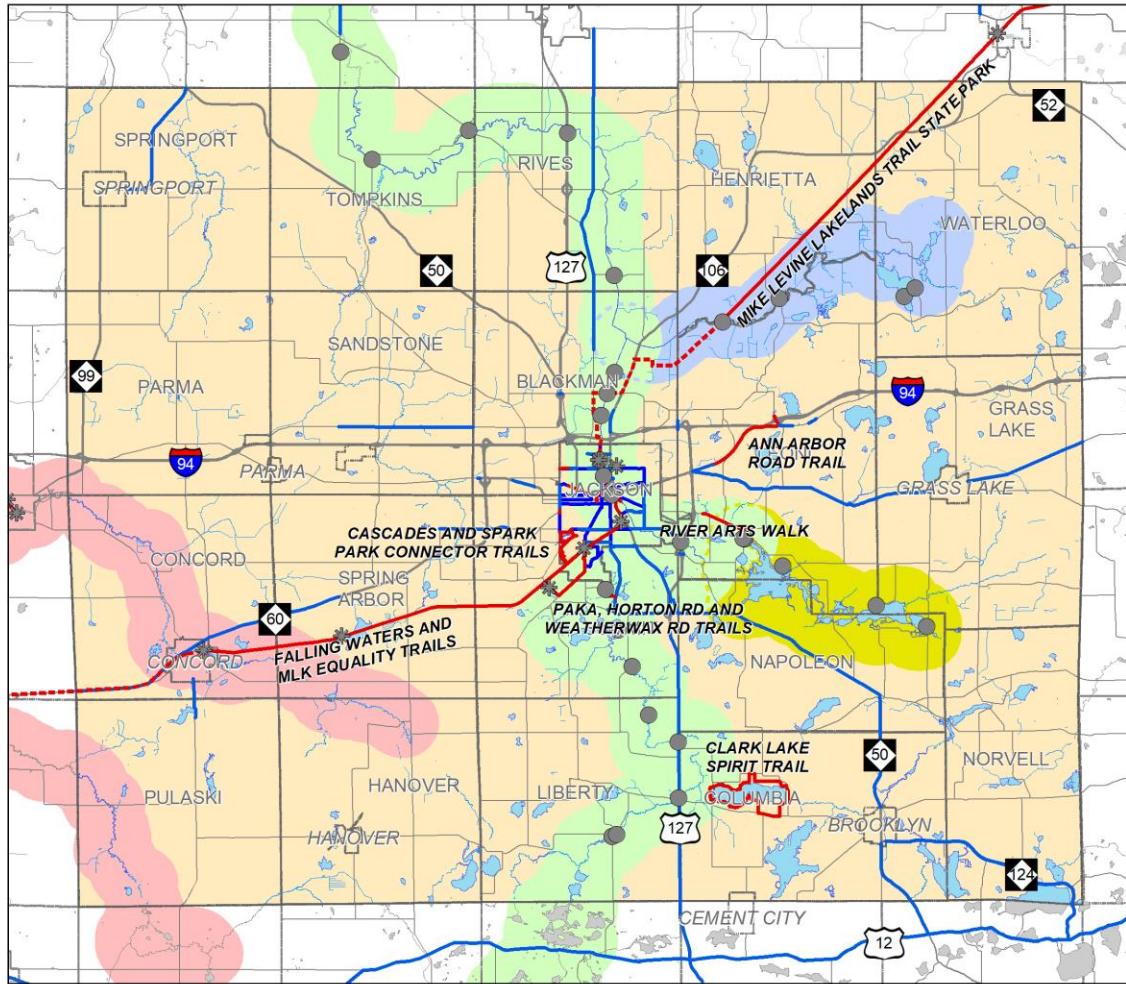 52
SPRINGPORT
SPRINGPORT
RIVES
TOMPKINS
HENRIETTA
MIKE LEVINE LAKELANDS TRAIL STATE PARK
WATERLOO
50
127
106
SANDSTONE
99
PARMA
BLACKMAN
94
GRASS
LAKE
ANN ARBOR
ROAD TRAIL
94
PARMA
GRASS LAKE
JACKSON
CASCADES AND SPARK
PARK CONNECTOR TRAILS
RIVER ARTS WALK
CONCORD
SPRING
ARBOR
60
PAKA, HORTON RD AND
WEATHERWAX RD TRAILS
FALLING WATERS AND
MLK EQUALITY TRAILS
CONCORD
NAPOLEON
CLARK LAKE
SPIRIT TRAIL
50
NORVELL
PULASKI
HANOVER
LIBERTY
COLUMBIA
HANOVER
127
BROOKLYN
124
CEMENT CITY
12